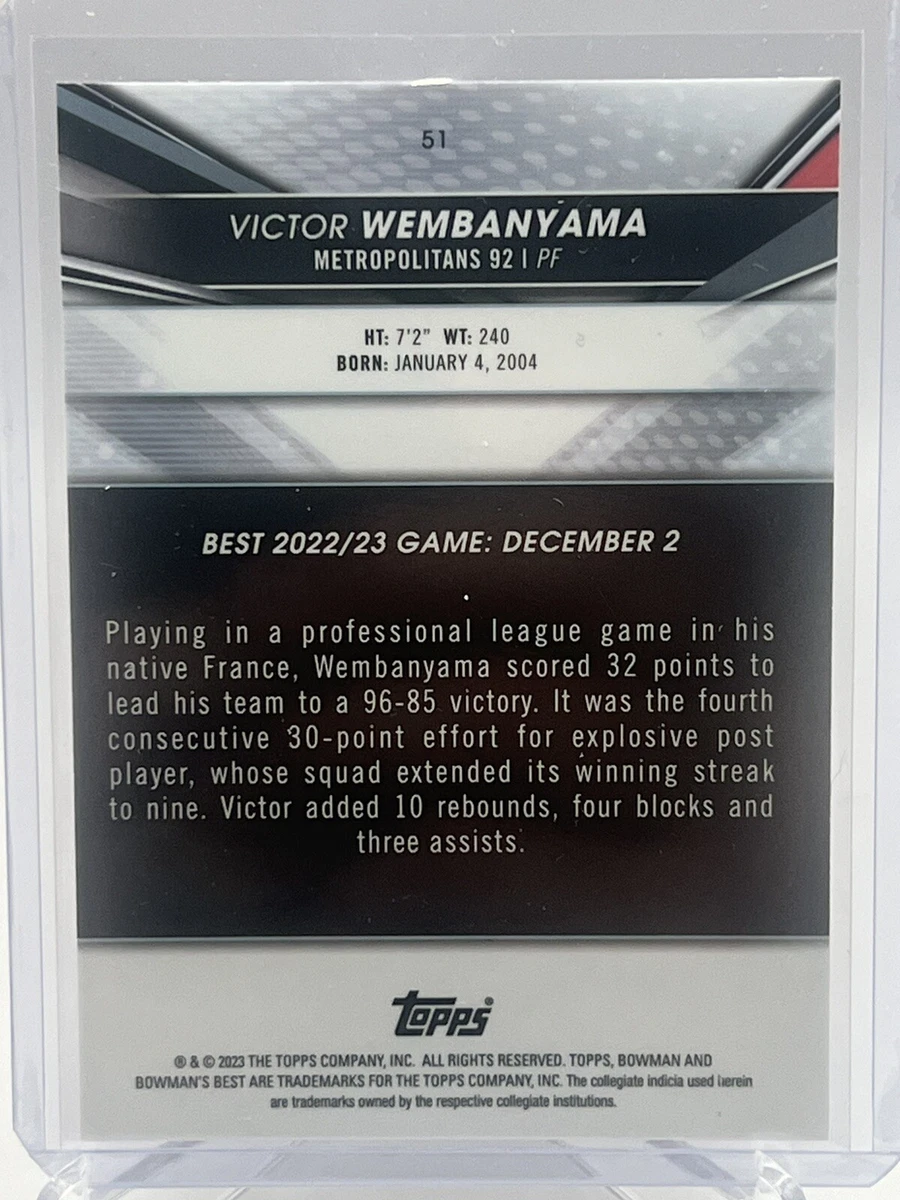 51
VICTOR WEMBANYAMA
METROPOLITANS 92 | PF
HT: 7'2" WT: 240
BORN: JANUARY 4, 2004
BEST 2022/23 GAME: DECEMBER 2
Playing in a professional league game in his
native France, Wembanyama scored 32 points to
lead his team to a 96-85 victory. It was the fourth
consecutive 30-point effort for explosive post
player, whose squad extended its winning streak
to nine. Victor added 10 rebounds, four blocks and
three assists.
topps®
® & © 2023 THE TOPPS COMPANY, INC. ALL RIGHTS RESERVED. TOPPS, BOWMAN AND
BOWMAN'S BEST ARE TRADEMARKS FOR THE TOPPS COMPANY, INC. The collegiate indicia used herein
are trademarks owned by the respective collegiate institutions.